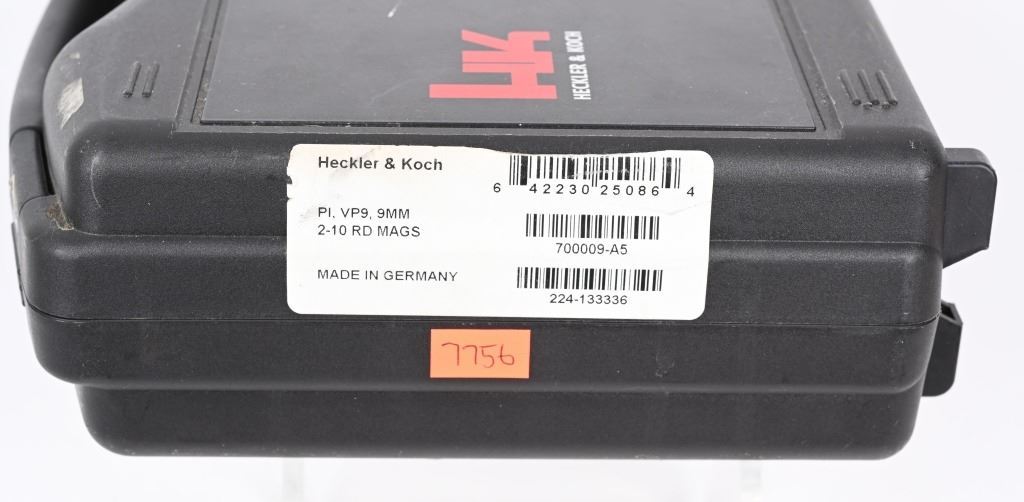 HK
HECKLER & KOCH
Heckler & Koch
6 42230 25086 4
PI, VP9, 9MM
2-10 RD MAGS
700009-A5
MADE IN GERMANY
224-133336
7756